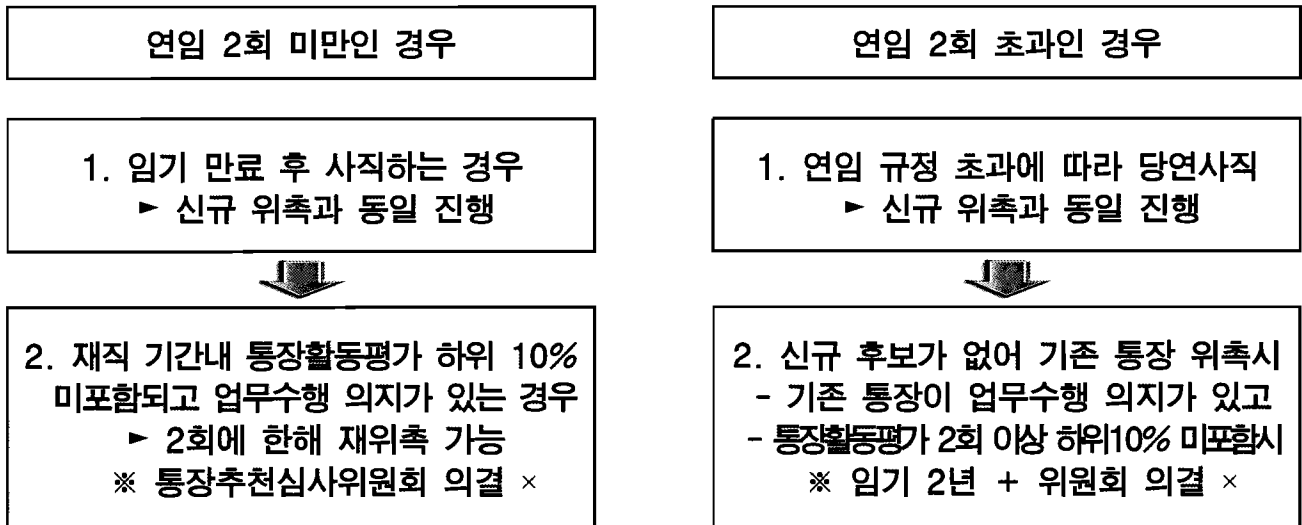 연임 2회 미만인 경우
1. 임기 만료 후 사직하는 경우
► 신규 위촉과 동일 진행
2. 재직 기간내 통장활동평가 하위 10%
미포함되고 업무수행 의지가 있는 경우
► 2회에 한해 재위촉 가능
※ 통장추천심사위원회 의결 ×
연임 2회 초과인 경우
1. 연임 규정 초과에 따라 당연사직
► 신규 위촉과 동일 진행
2. 신규 후보가 없어 기존 통장 위촉시
- 기존 통장이 업무수행 의지가 있고
- 통장활동평가 2회 이상 하위10% 미포함시
※ 임기 2년 + 위원회 의결 ×